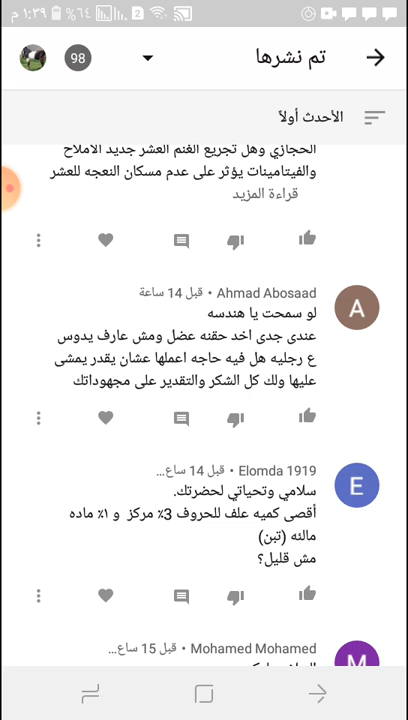 ١:٣٩ م ٪٦٤ 2
تم نشرها
98
الأحدث أولاً
الحجازي وهل تجريع الغنم العشر جديد الاملاح
والفيتامينات يؤثر على عدم مسكان النعجه للعشر
قراءة المزيد
Ahmad Abosaad • قبل 14 ساعة
A
لو سمحت يا هندسه
عندى جدى اخد حقنه عضل ومش عارف يدوس
ع رجليه هل فيه حاجه اعملها عشان يقدر يمشى
عليها ولك كل الشكر والتقدير على مجهوداتك
Elomda 1919 • قبل 14 ساع...
E
سلامي وتحياتي لحضرتك.
أقصى كميه علف للحروف 3٪ مركز و ١٪ ماده
مالئه (تبن)
مش قليل؟
Mohamed Mohamed • قبل 15 ساع...
M